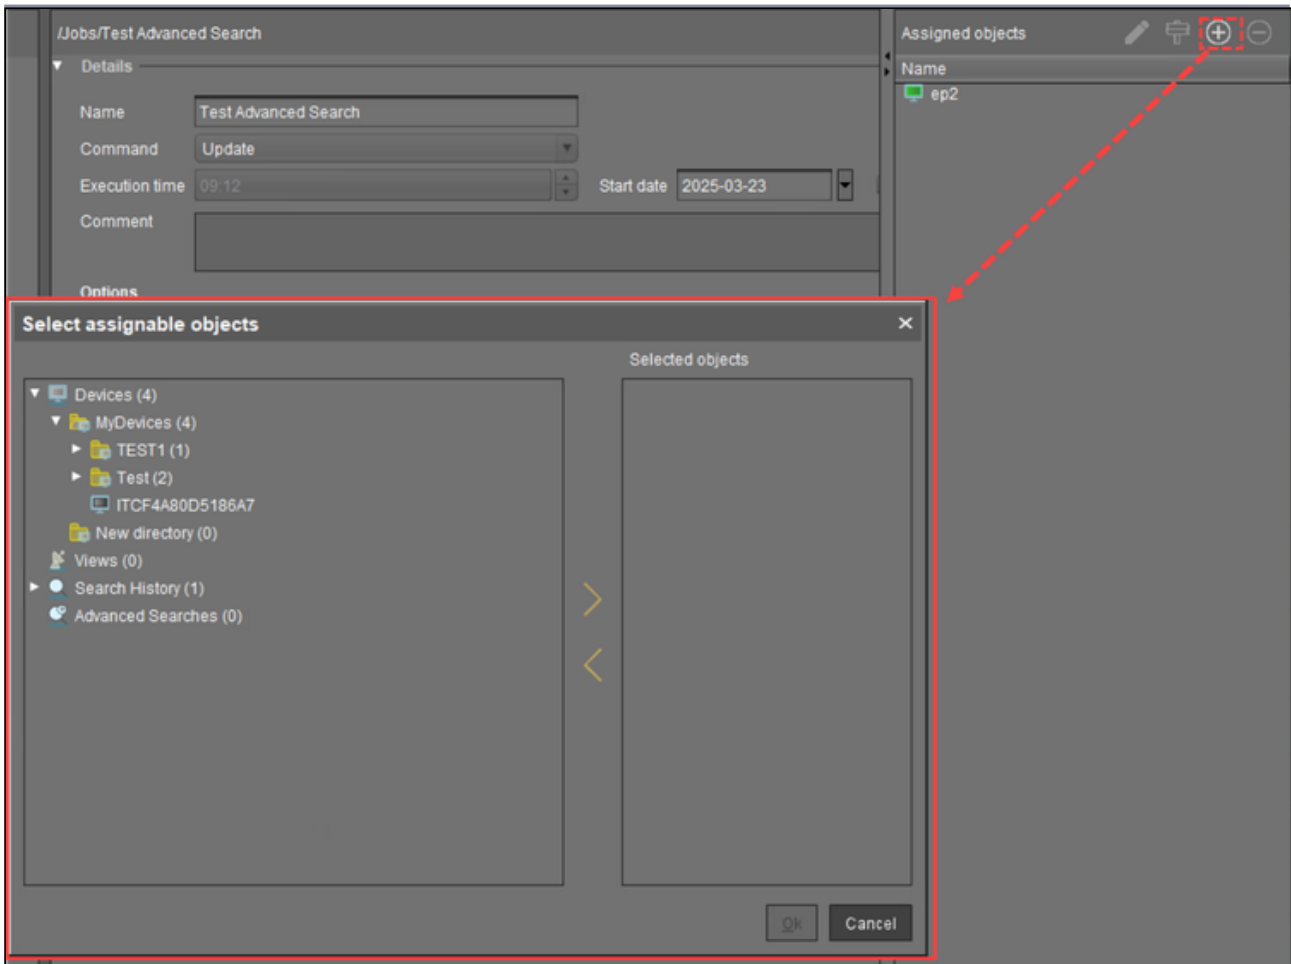 /Jobs/Test Advanced Search
Details
Name Test Advanced Search
Command Update
Execution time 09:12 Start date 2025-03-23
Comment
Options
Assigned objects
Name
ep2
Select assignable objects
Selected objects
Devices (4)
MyDevices (4)
TEST1 (1)
Test (2)
ITCF4A80D5186A7
New directory (0)
Views (0)
Search History (1)
Advanced Searches (0)
Ok Cancel